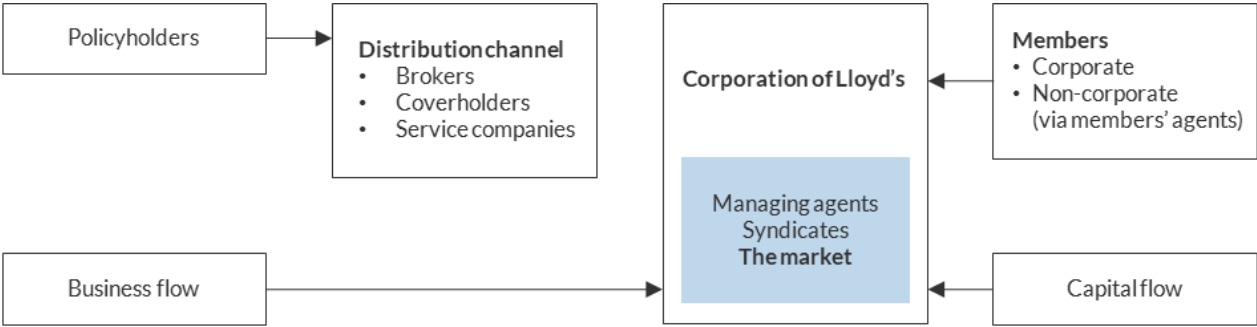 Policyholders
Distribution channel
• Brokers
• Coverholders
• Service companies
Corporation of Lloyd's
Managing agents
Syndicates
The market
Members
• Corporate
• Non-corporate
(via members' agents)
Business flow
Capital flow